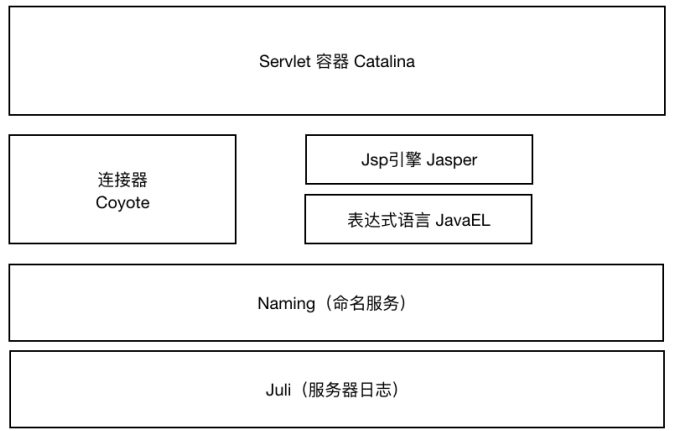 Servlet 容器 Catalina
连接器
Coyote
Jsp引擎 Jasper
表达式语言 JavaEL
Naming（命名服务）
Juli（服务器日志）